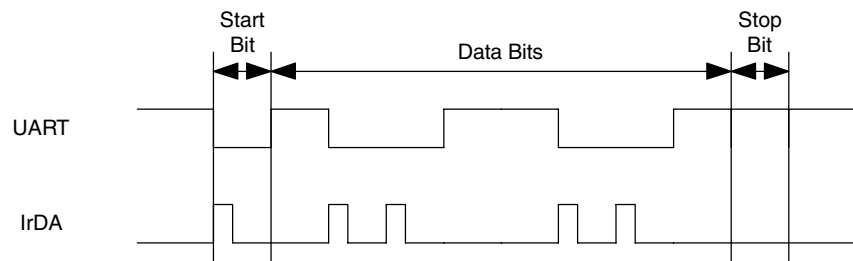 Start
Bit
Data Bits
Stop
Bit
UART
IrDA